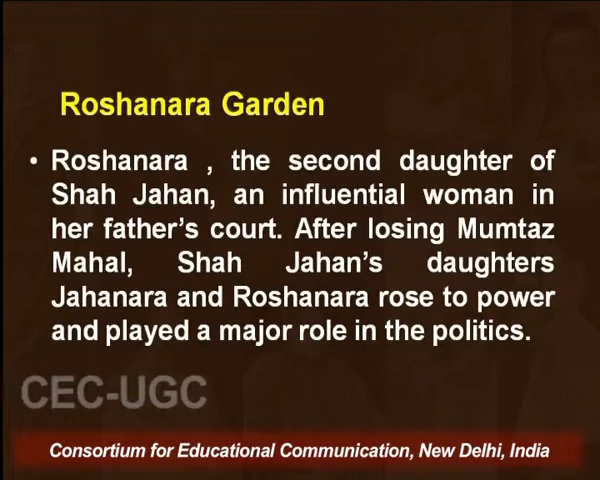 Roshanara Garden
• Roshanara , the second daughter of
Shah Jahan, an influential woman in
her father's court. After losing Mumtaz
Mahal, Shah Jahan's daughters
Jahanara and Roshanara rose to power
and played a major role in the politics.
CEC-UGC
Consortium for Educational Communication, New Delhi, India